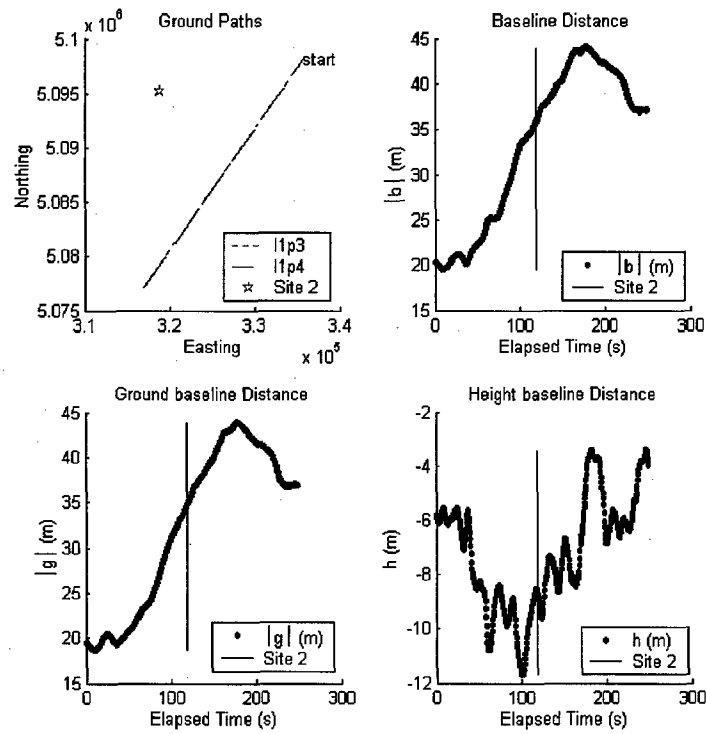 × 10⁶
Ground Paths
5.1
5.095
5.09
5.085
5.08
5.075
Northing
start
l1p3
l1p4
Site 2
3.1 3.2 3.3 3.4
Easting
× 10⁵
Baseline Distance
45
40
35
30
25
20
15
|b| (m)
|b| (m)
Site 2
0 100 200 300
Elapsed Time (s)
Ground baseline Distance
45
40
35
30
25
20
15
|g| (m)
|g| (m)
Site 2
0 100 200 300
Elapsed Time (s)
Height baseline Distance
-2
-4
-6
-8
-10
-12
h (m)
h (m)
Site 2
0 100 200 300
Elapsed Time (s)